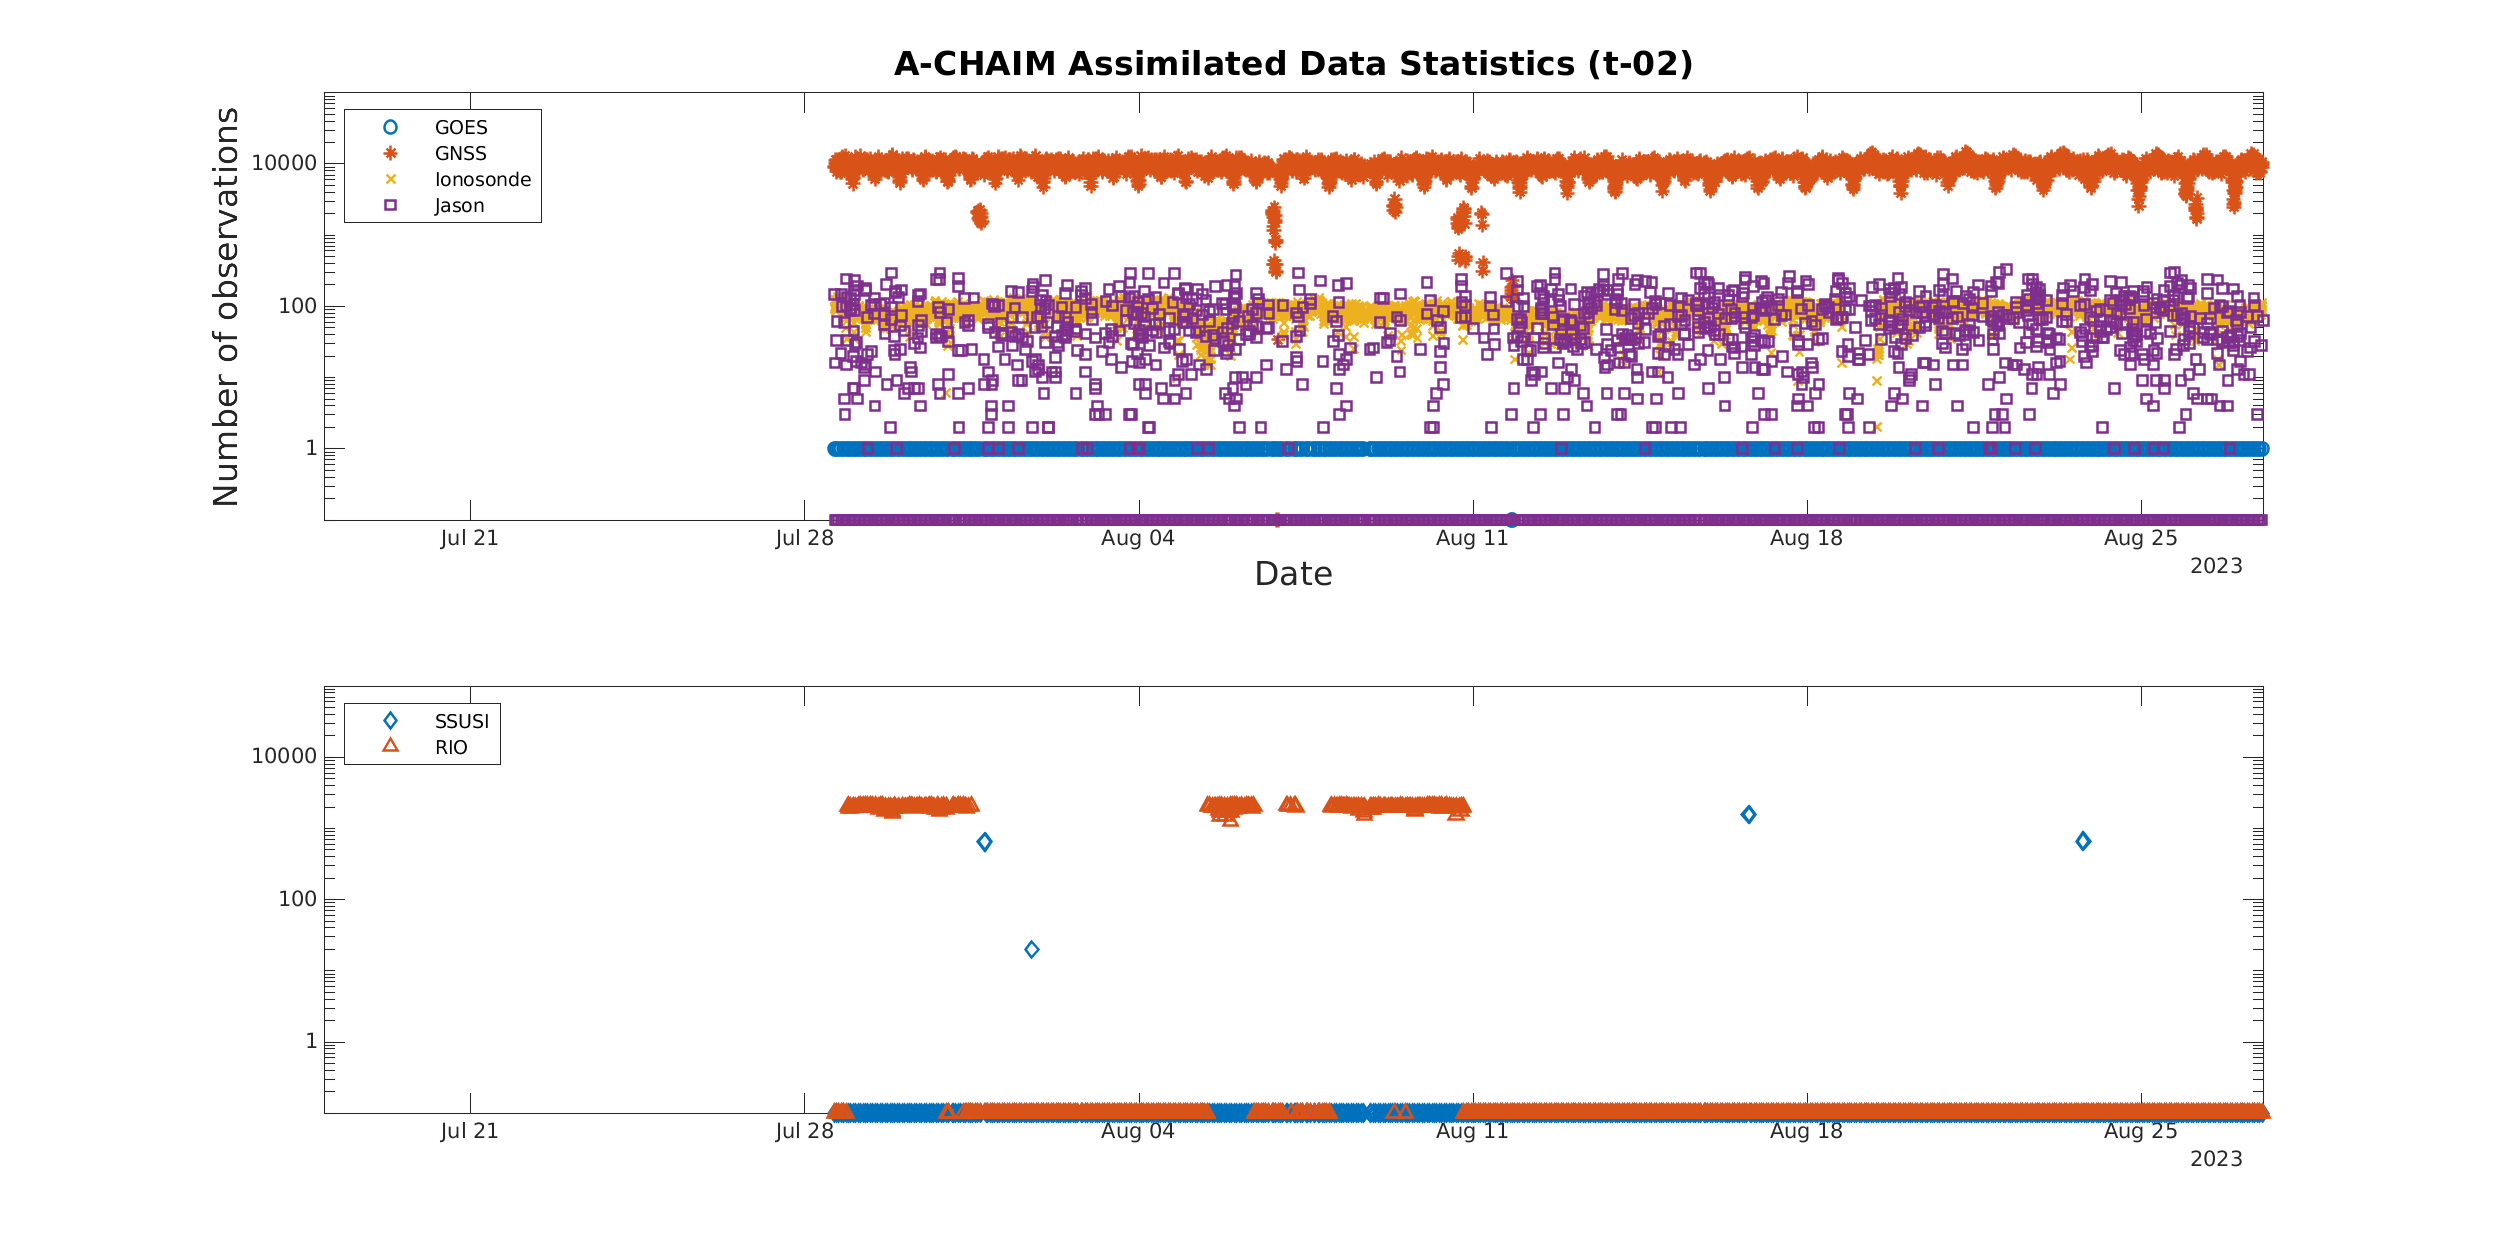 A-CHAIM Assimilated Data Statistics (t-02)
Number of observations
10000
100
1
GOES
GNSS
Ionosonde
Jason
Jul 21
Jul 28
Aug 04
Aug 11
Aug 18
Aug 25
2023
Date
10000
100
1
SSUSI
RIO
Jul 21
Jul 28
Aug 04
Aug 11
Aug 18
Aug 25
2023